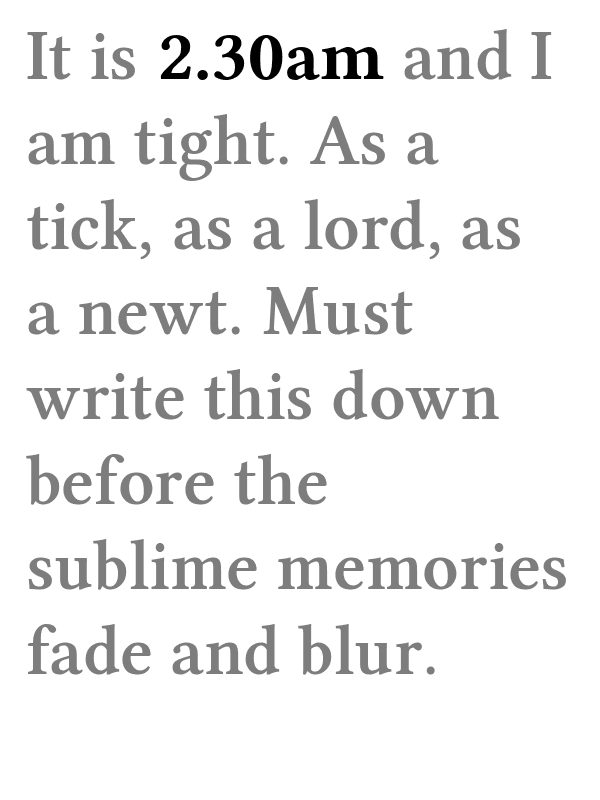 It is 2.30am and I
am tight. As a
tick, as a lord, as
a newt. Must
write this down
before the
sublime memories
fade and blur.